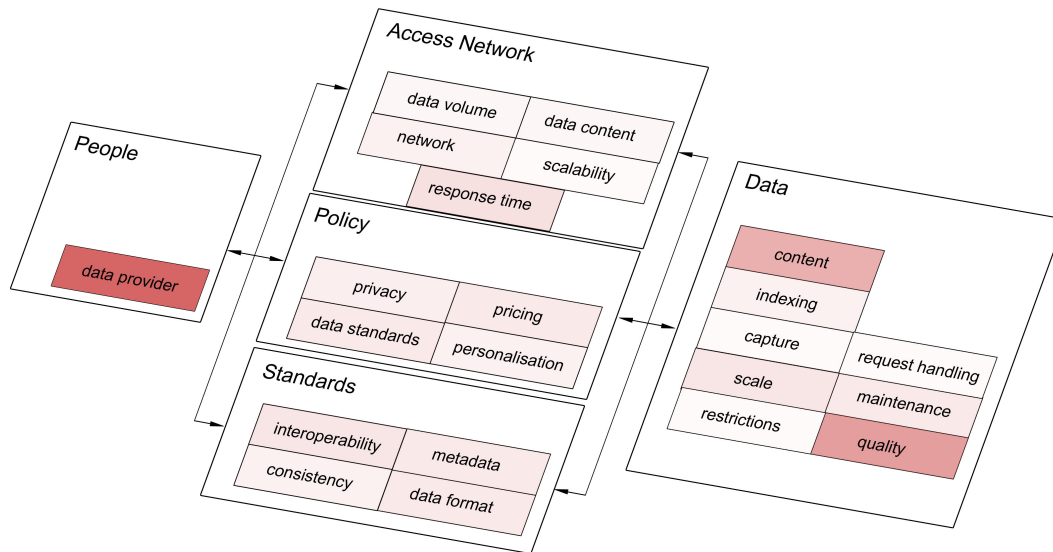 People
data provider
Access Network
data volume
data content
network
scalability
response time
Policy
privacy
pricing
data standards
personalisation
Standards
interoperability
metadata
consistency
data format
Data
content
indexing
capture
request handling
scale
maintenance
restrictions
quality